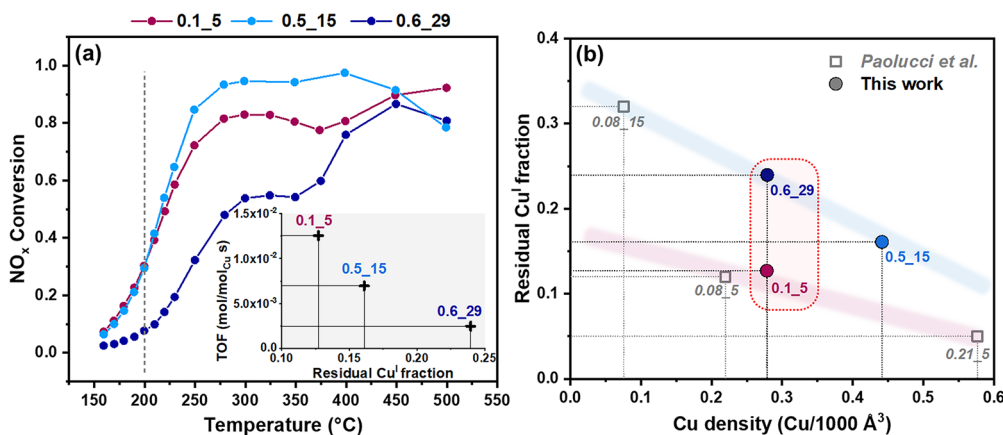 0.1_5 0.5_15 0.6_29
(a)
NOx Conversion
1.0
0.8
0.6
0.4
0.2
0.0
150 200 250 300 350 400 450 500
Temperature (°C)
TOF (mol/molCu s)
1.5x10⁻²
1.0x10⁻²
5.0x10⁻³
0.0
0.1_5
0.5_15
0.6_29
0.10 0.15 0.20 0.25
Residual Cuᴵ fraction
(b)
Paolucci et al.
This work
Residual Cuᴵ fraction
0.4
0.3
0.2
0.1
0.0
0.08_15
0.6_29
0.5_15
0.1_5
0.08_5
0.21_5
0.0 0.1 0.2 0.3 0.4 0.5 0.6
Cu density (Cu/1000 Å³)